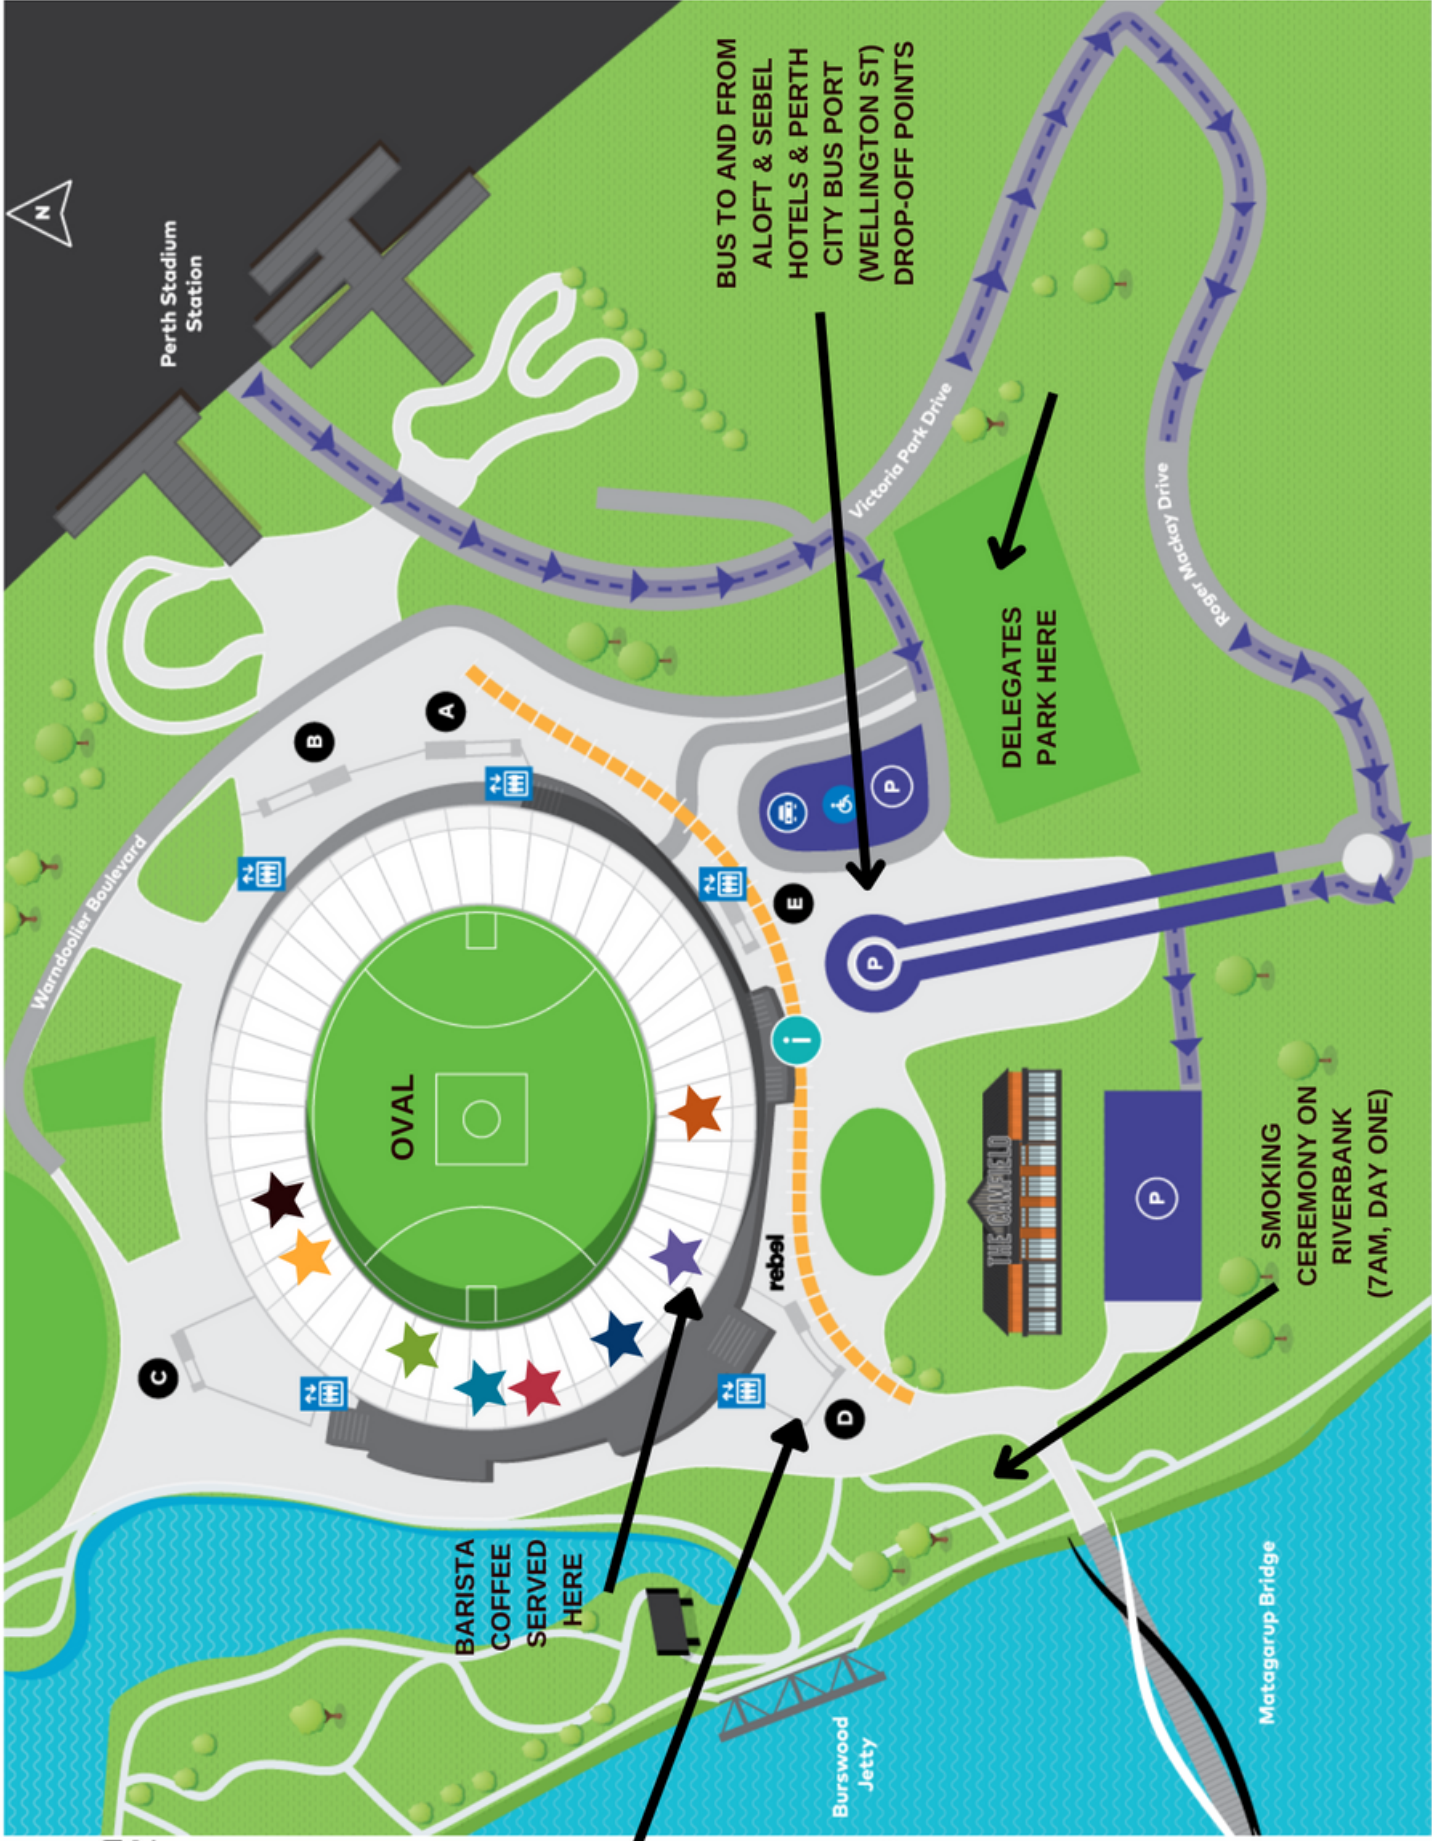 N
Perth Stadium
Station
BUS TO AND FROM
ALOFT & SEBEL
HOTELS & PERTH
CITY BUS PORT
(WELLINGTON ST)
DROP-OFF POINTS
Victoria Park Drive
Roger Mackay Drive
DELEGATES
PARK HERE
Warndoolier Boulevard
B
A
C
D
E
P
P
P
i
OVAL
rebel
THE CAMFIELD
SMOKING
CEREMONY ON
RIVERBANK
(7AM, DAY ONE)
BARISTA
COFFEE
SERVED
HERE
Burswood
Jetty
Matagarup Bridge